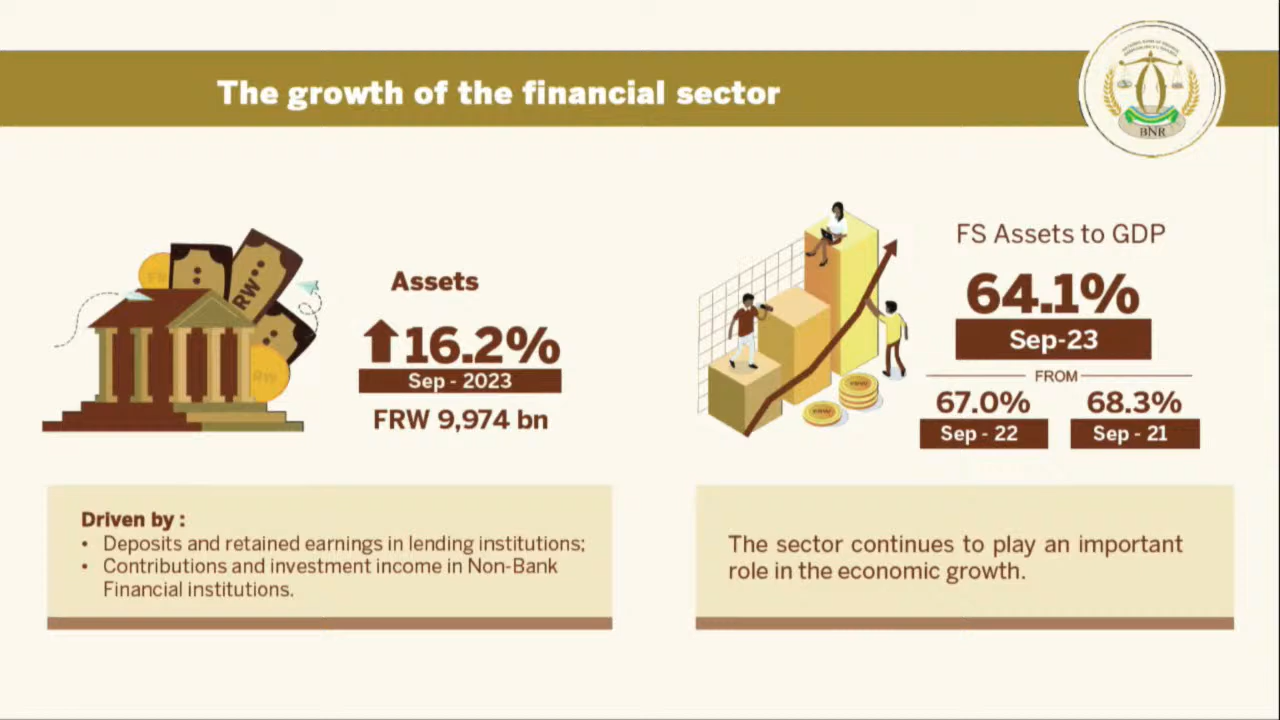 The growth of the financial sector
BNR
Assets
16.2%
Sep - 2023
FRW 9,974 bn
FS Assets to GDP
64.1%
Sep-23
FROM
67.0%
68.3%
Sep - 22
Sep - 21
Driven by :
• Deposits and retained earnings in lending institutions;
• Contributions and investment income in Non-Bank
Financial institutions.
The sector continues to play an important
role in the economic growth.